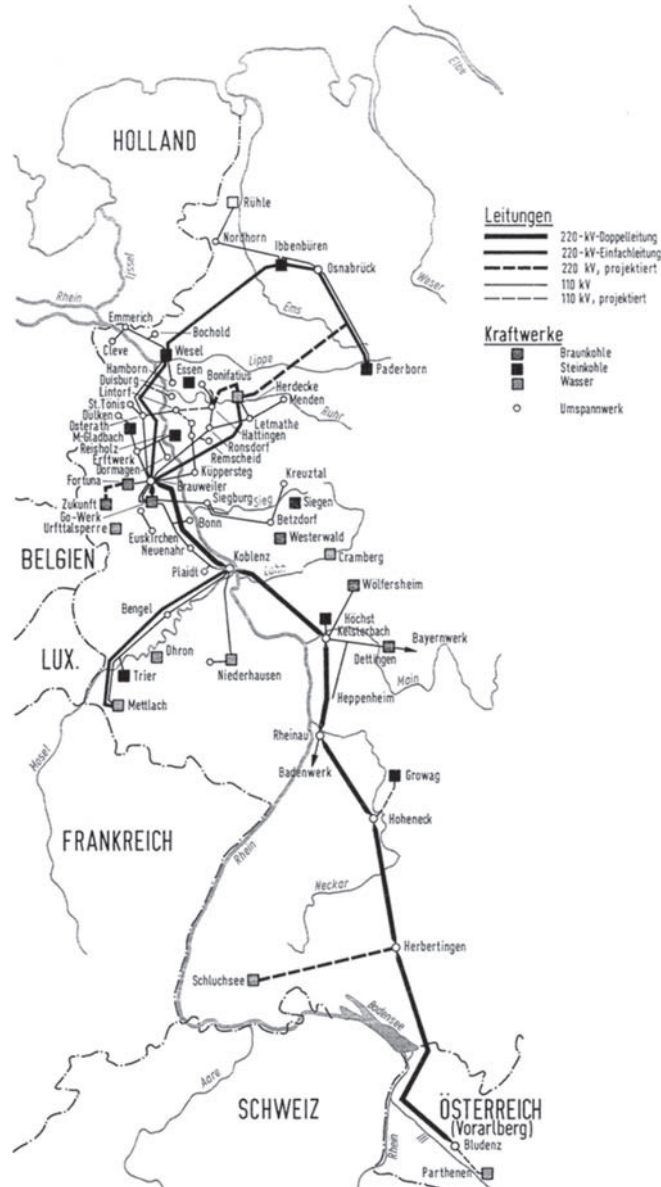 HOLLAND
Elbe
Rühle
Nordhorn
Ibbenbüren
Osnabrück
Weser
Ijssel
Rhein
Ems
Emmerich
Bochold
Cleve
Wesel
Lippe
Paderborn
Hamborn
Essen
Bonifatius
Duisburg
Herdecke
Lintorf
Menden
St.Tönis
Ruhr
Dülken
Letmathe
Osterath
Hattingen
M-Gladbach
Ronsdorf
Reisholz
Remscheid
Erftwerk
Dormagen
Küppersteg
Fortuna
Brauweiler
Kreuztal
Zukunft
Siegburg
Sieg
Siegen
Go-Werk
Urfttalsperre
Bonn
Betzdorf
Euskirchen
Westerwald
BELGIEN
Neuenahr
Cramberg
Koblenz
Plaidt
Lahn
Wölfersheim
Bengel
Höchst
Kelsterbach
Bayernwerk
Dettingen
LUX.
Dhron
Niederhausen
Trier
Main
Heppenheim
Mettlach
Mosel
Rheinau
Badenwerk
Growag
FRANKREICH
Hoheneck
Rhein
Neckar
Herbertingen
Schluchsee
Bodensee
Aare
SCHWEIZ
ÖSTERREICH
(Vorarlberg)
Rhein
Ill
Bludenz
Parthenen
Leitungen
220-kV-Doppelleitung
220-kV-Einfachleitung
220 kV, projektiert
110 kV
110 kV, projektiert
Kraftwerke
Braunkohle
Steinkohle
Wasser
Umspannwerk